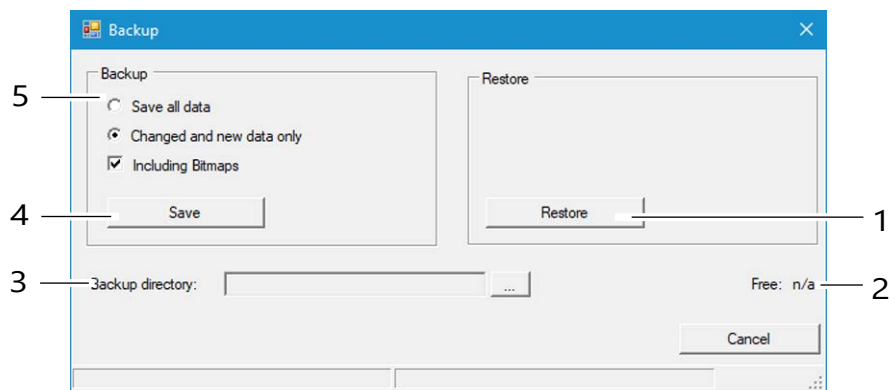 Backup
Backup
Restore
5
Save all data
Changed and new data only
Including Bitmaps
4
Save
Restore
1
3
Backup directory:
...
Free: n/a
2
Cancel